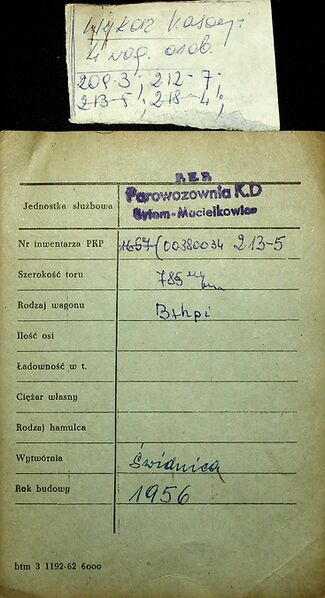 Wykaz kasacji
4 wag. osob.
209-3; 212-7;
213-5; 218-4;
P.K.P.
Parowozownia K.D
Bytom-Maciejkowice
Jednostka służbowa
Nr inwentarza PKP 1657 (00380034 213-5
Szerokość toru 785 mm
Rodzaj wagonu Bthpi
Ilość osi
Ładowność w t.
Ciężar własny
Rodzaj hamulca
Wytwórnia Świdnica
Rok budowy 1956
btm 3 1192-62 6000